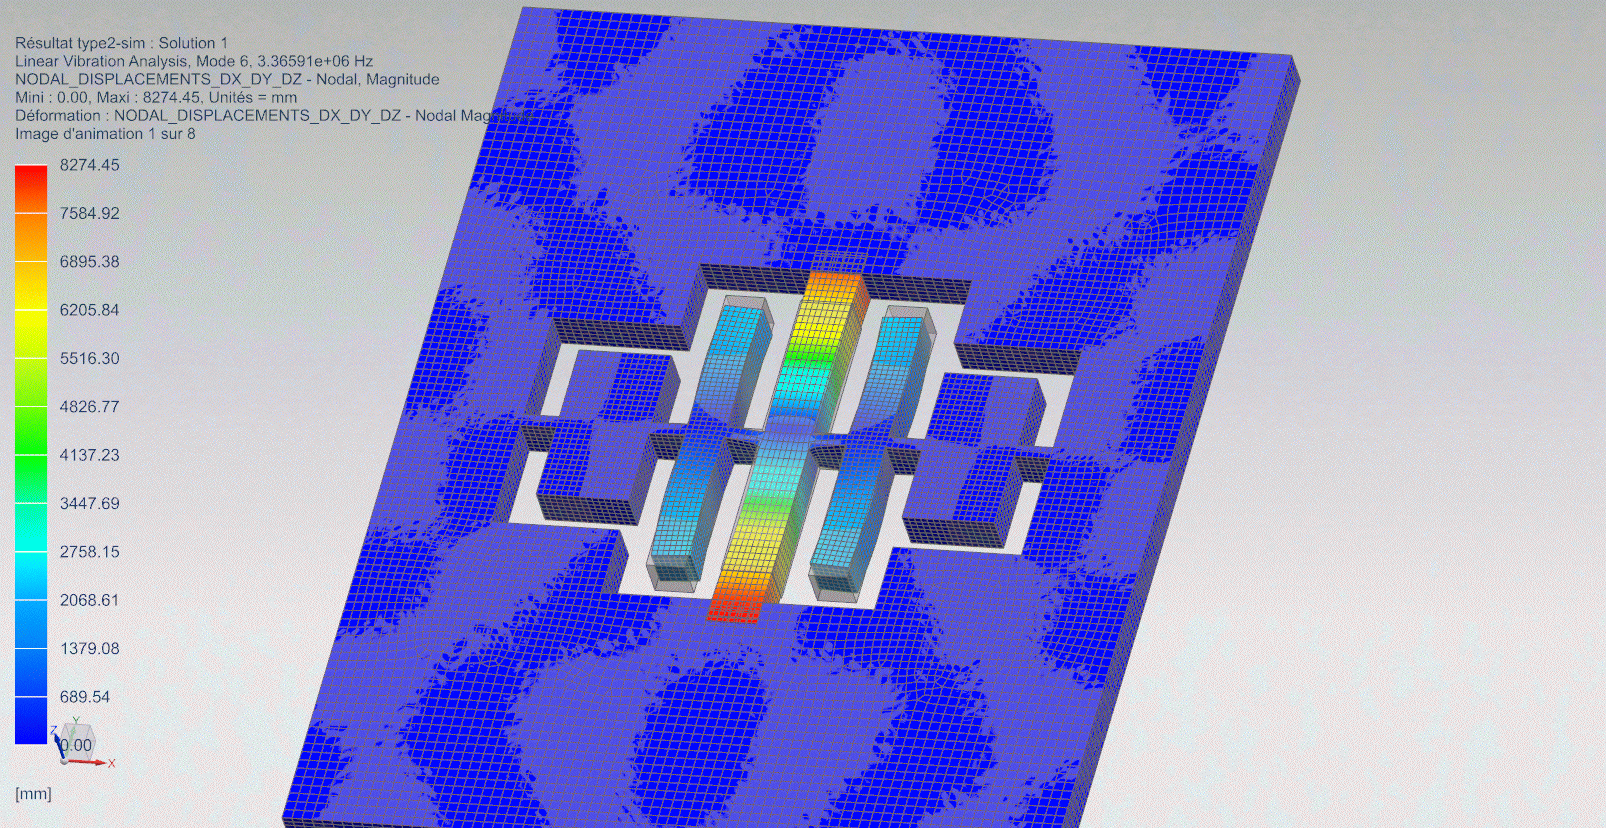 Résultat type2-sim : Solution 1
Linear Vibration Analysis, Mode 6, 3.36591e+06 Hz
NODAL_DISPLACEMENTS_DX_DY_DZ - Nodal, Magnitude
Mini : 0.00, Maxi : 8274.45, Unités = mm
Déformation : NODAL_DISPLACEMENTS_DX_DY_DZ - Nodal
Image d'animation 1 sur 8
8274.45
7584.92
6895.38
6205.84
5516.30
4826.77
4137.23
3447.69
2758.15
2068.61
1379.08
689.54
0.00
Y
Z
X
[mm]